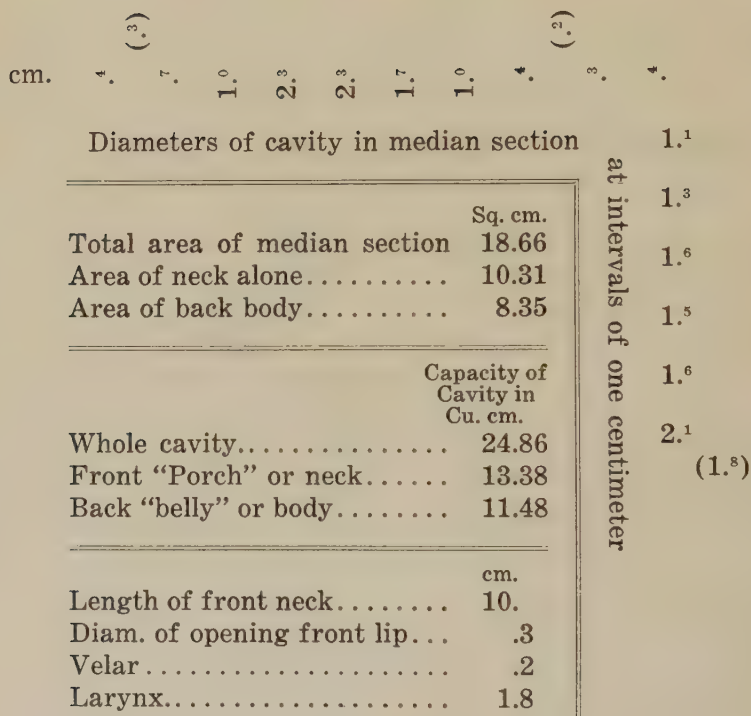 (.³) (.²)
cm. .⁴ .⁷ 1.⁰ 2.³ 2.³ 1.⁷ 1.⁰ .⁴ .³ .⁴
Diameters of cavity in median section
at intervals of one centimeter
1.¹
1.³
1.⁶
1.⁵
1.⁶
2.¹
(1.⁸)
Sq. cm.
Total area of median section 18.66
Area of neck alone.......... 10.31
Area of back body.......... 8.35
Capacity of
Cavity in
Cu. cm.
Whole cavity............... 24.86
Front “Porch” or neck...... 13.38
Back “belly” or body........ 11.48
cm.
Length of front neck........ 10.
Diam. of opening front lip... .3
Velar..................... .2
Larynx.................... 1.8